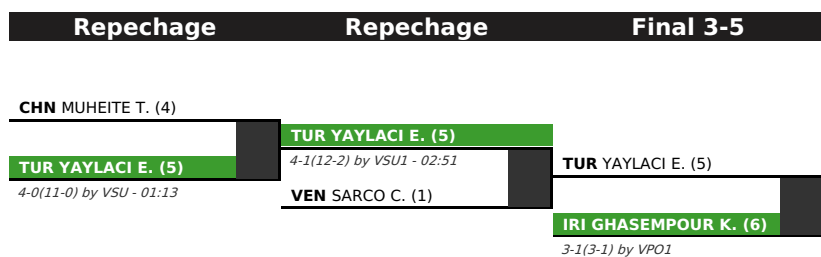 Repechage
Repechage
Final 3-5
CHN MUHEITE T. (4)
TUR YAYLACI E. (5)
4-0(11-0) by VSU - 01:13
TUR YAYLACI E. (5)
4-1(12-2) by VSU1 - 02:51
VEN SARCO C. (1)
TUR YAYLACI E. (5)
IRI GHASEMPOUR K. (6)
3-1(3-1) by VPO1